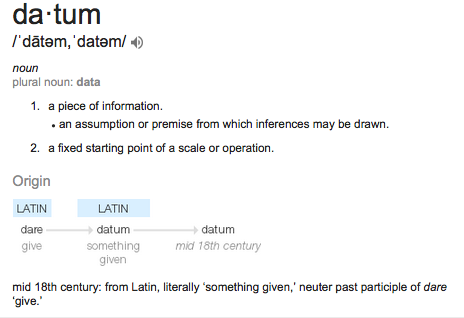 da·tum
/ˈdātəm, ˈdatəm/
noun
plural noun: data
1. a piece of information.
• an assumption or premise from which inferences may be drawn.
2. a fixed starting point of a scale or operation.
Origin
LATIN LATIN
dare datum datum
give something given mid 18th century
mid 18th century: from Latin, literally ‘something given,’ neuter past participle of dare
‘give.’